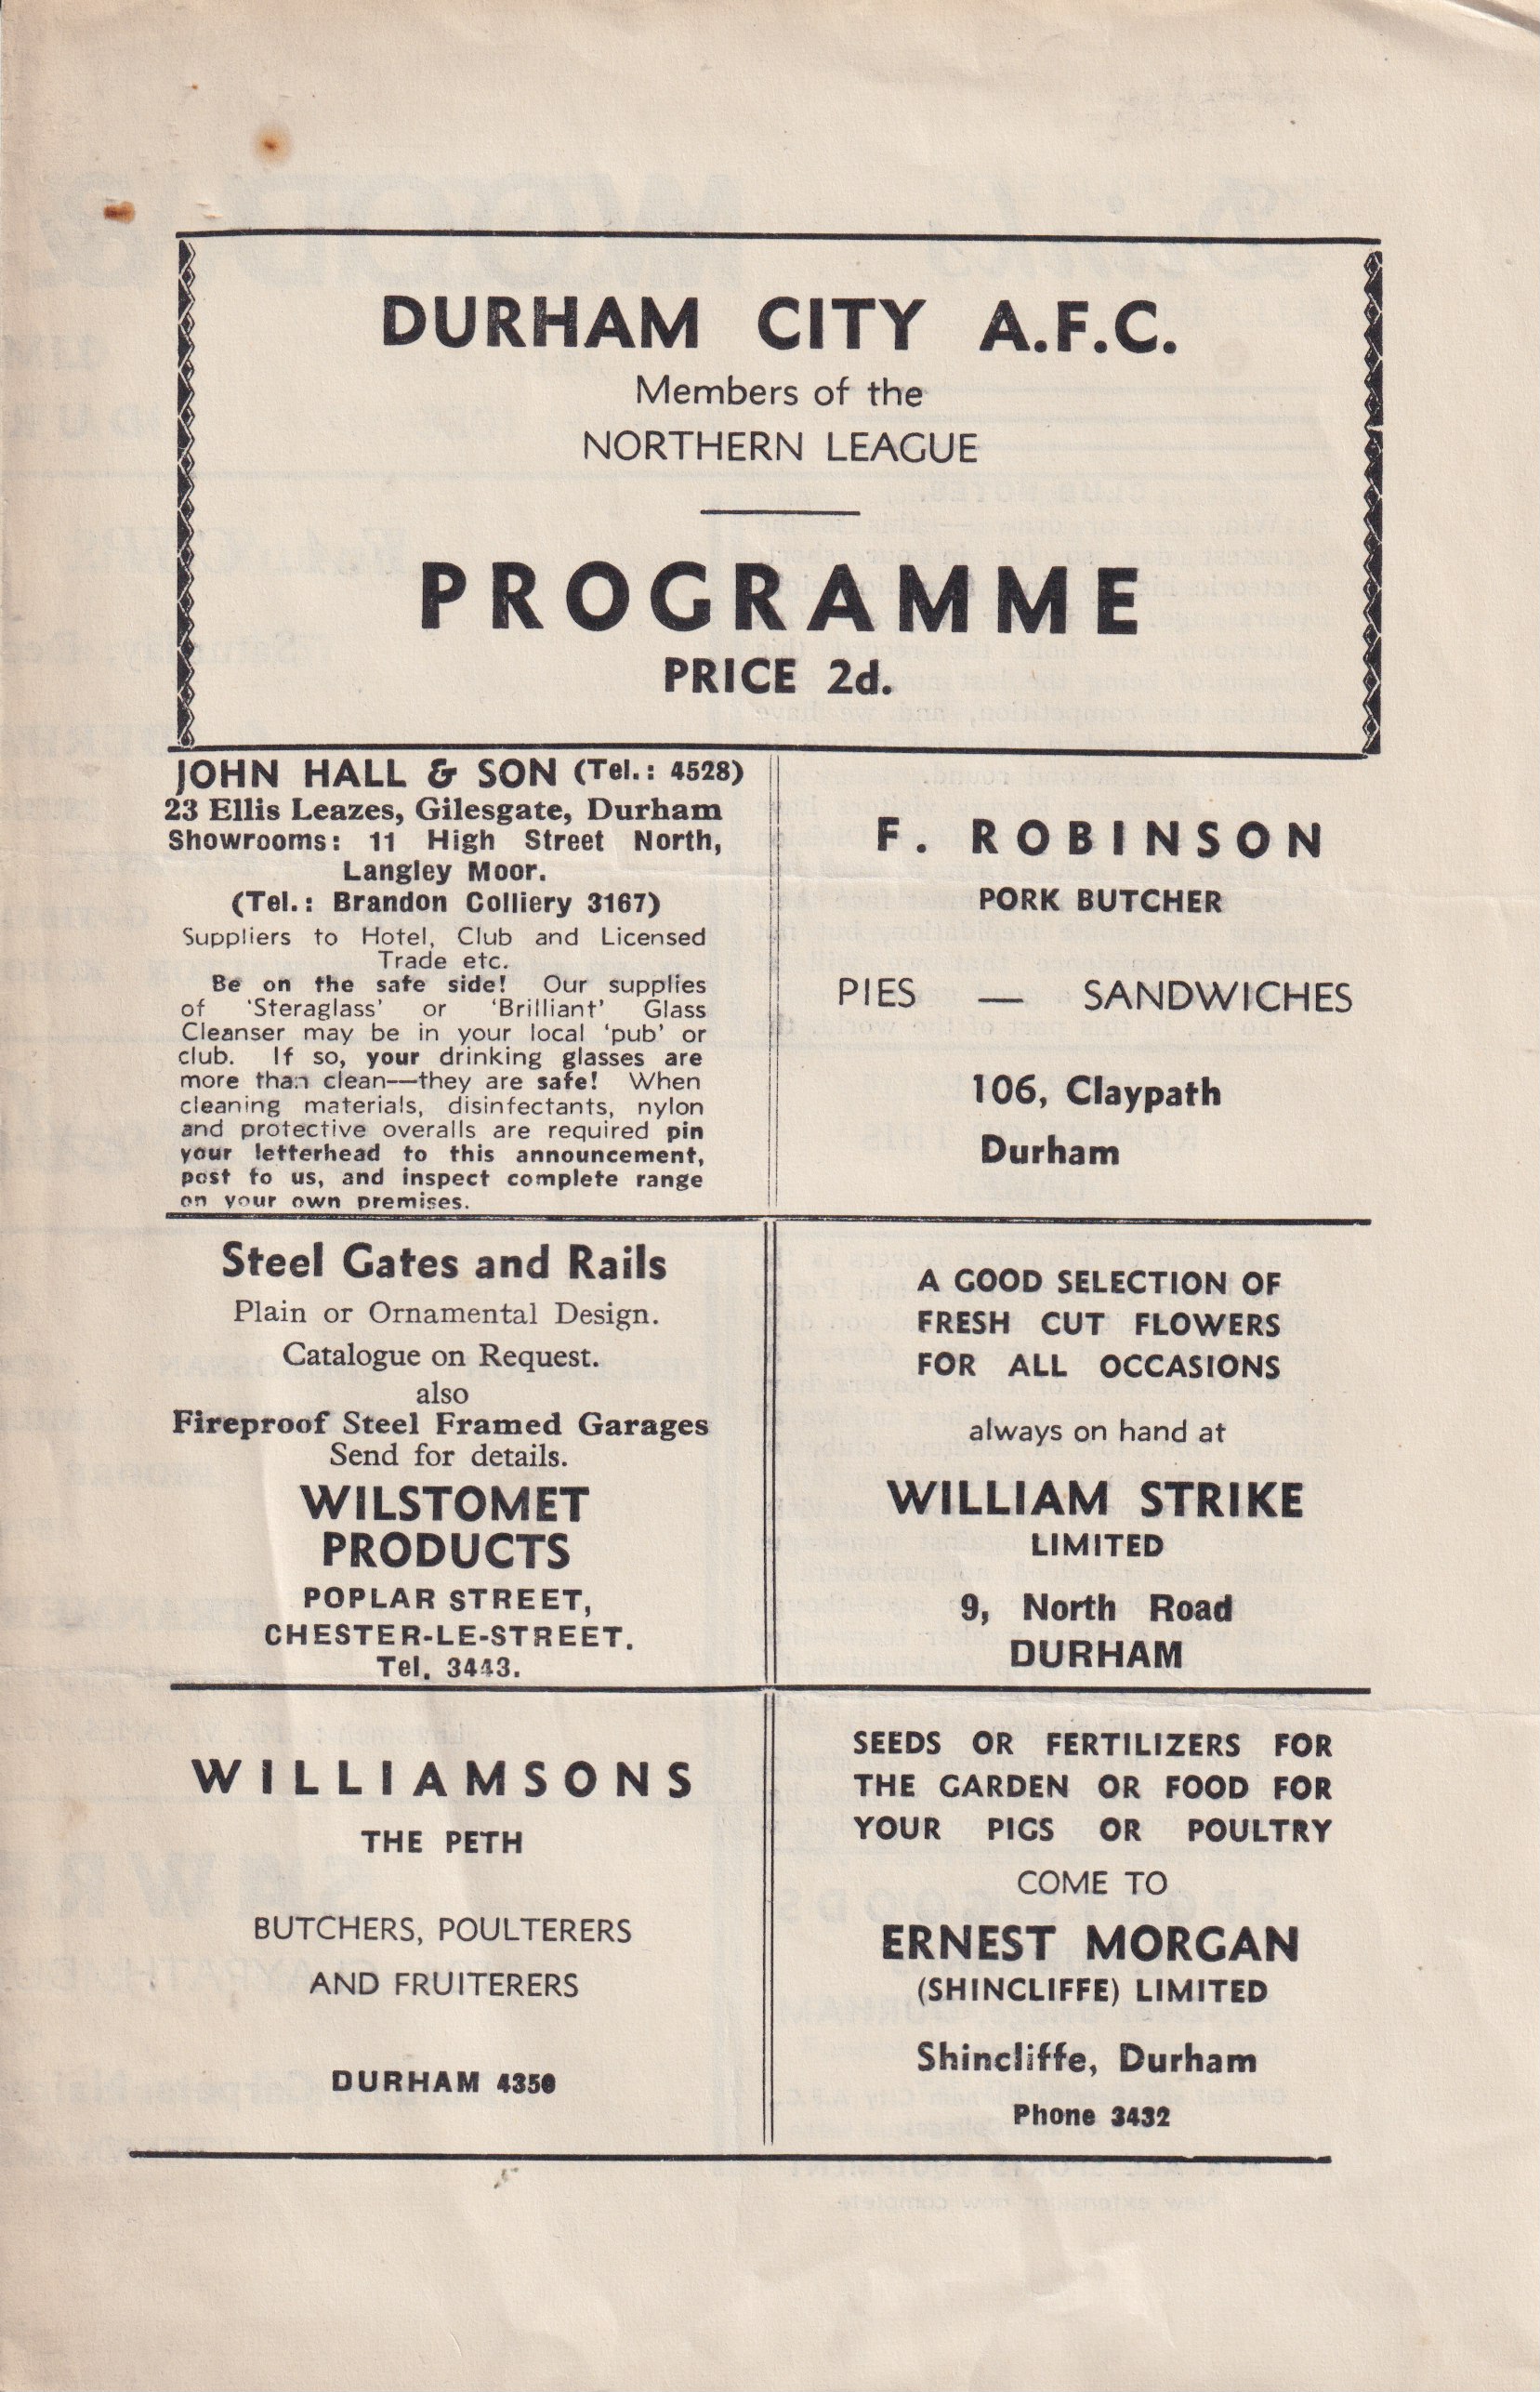 DURHAM CITY A.F.C.
Members of the
NORTHERN LEAGUE
PROGRAMME
PRICE 2d.
JOHN HALL & SON (Tel.: 4528)
23 Ellis Leazes, Gilesgate, Durham
Showrooms: 11 High Street North,
Langley Moor.
(Tel.: Brandon Colliery 3167)
Suppliers to Hotel, Club and Licensed
Trade etc.
Be on the safe side! Our supplies
of 'Steraglass' or 'Brilliant' Glass
Cleanser may be in your local 'pub' or
club. If so, your drinking glasses are
more than clean—they are safe! When
cleaning materials, disinfectants, nylon
and protective overalls are required pin
your letterhead to this announcement,
post to us, and inspect complete range
on your own premises.
F. ROBINSON
PORK BUTCHER
PIES — SANDWICHES
106, Claypath
Durham
Steel Gates and Rails
Plain or Ornamental Design.
Catalogue on Request.
also
Fireproof Steel Framed Garages
Send for details.
WILSTOMET
PRODUCTS
POPLAR STREET,
CHESTER-LE-STREET.
Tel. 3443.
A GOOD SELECTION OF
FRESH CUT FLOWERS
FOR ALL OCCASIONS
always on hand at
WILLIAM STRIKE
LIMITED
9, North Road
DURHAM
WILLIAMSONS
THE PETH
BUTCHERS, POULTERERS
AND FRUITERERS
DURHAM 4350
SEEDS OR FERTILIZERS FOR
THE GARDEN OR FOOD FOR
YOUR PIGS OR POULTRY
COME TO
ERNEST MORGAN
(SHINCLIFFE) LIMITED
Shincliffe, Durham
Phone 3432